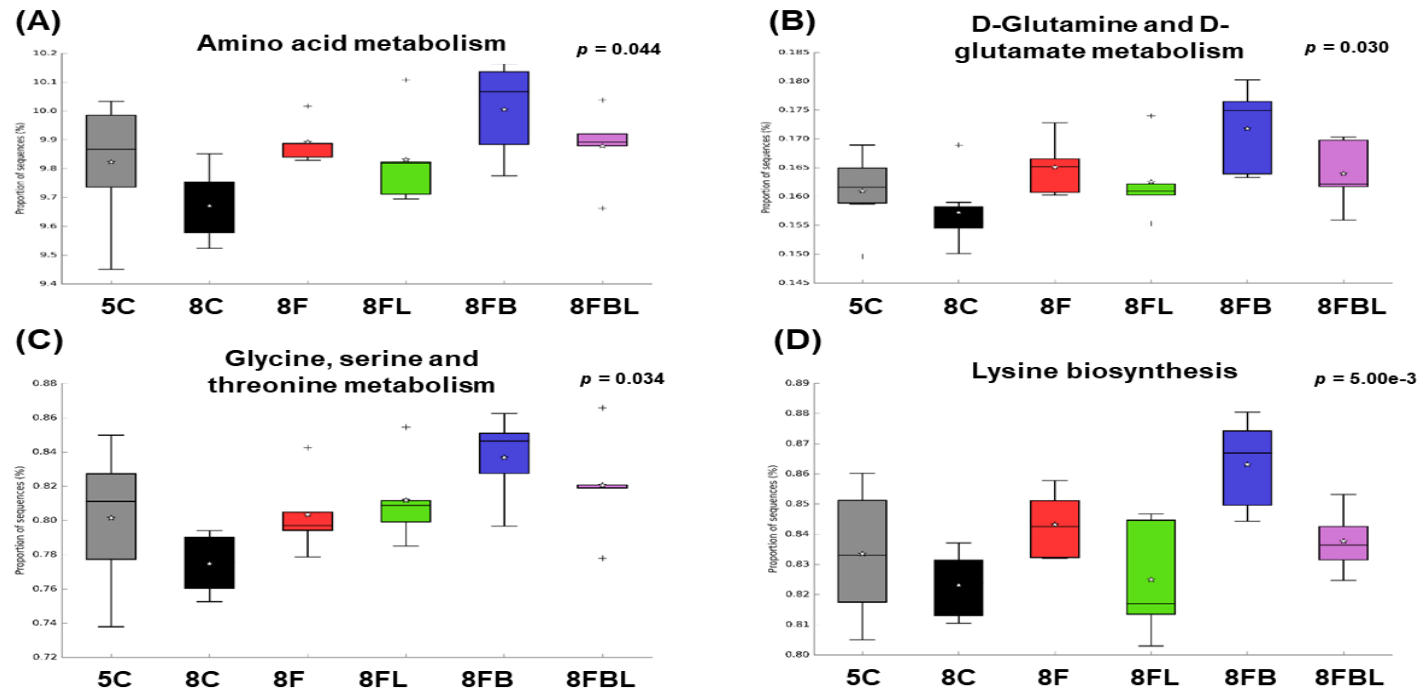 (A)
Amino acid metabolism
p = 0.044
Proportion of sequences (%)
10.2
10.1
10.0
9.9
9.8
9.7
9.6
9.5
9.4
5C 8C 8F 8FL 8FB 8FBL
(B)
D-Glutamine and D-
glutamate metabolism
p = 0.030
Proportion of sequences (%)
0.185
0.180
0.175
0.170
0.165
0.160
0.155
0.150
0.145
5C 8C 8F 8FL 8FB 8FBL
(C)
Glycine, serine and
threonine metabolism
p = 0.034
Proportion of sequences (%)
0.88
0.86
0.84
0.82
0.80
0.78
0.76
0.74
0.72
5C 8C 8F 8FL 8FB 8FBL
(D)
Lysine biosynthesis
p = 5.00e-3
Proportion of sequences (%)
0.89
0.88
0.87
0.86
0.85
0.84
0.83
0.82
0.81
0.80
5C 8C 8F 8FL 8FB 8FBL